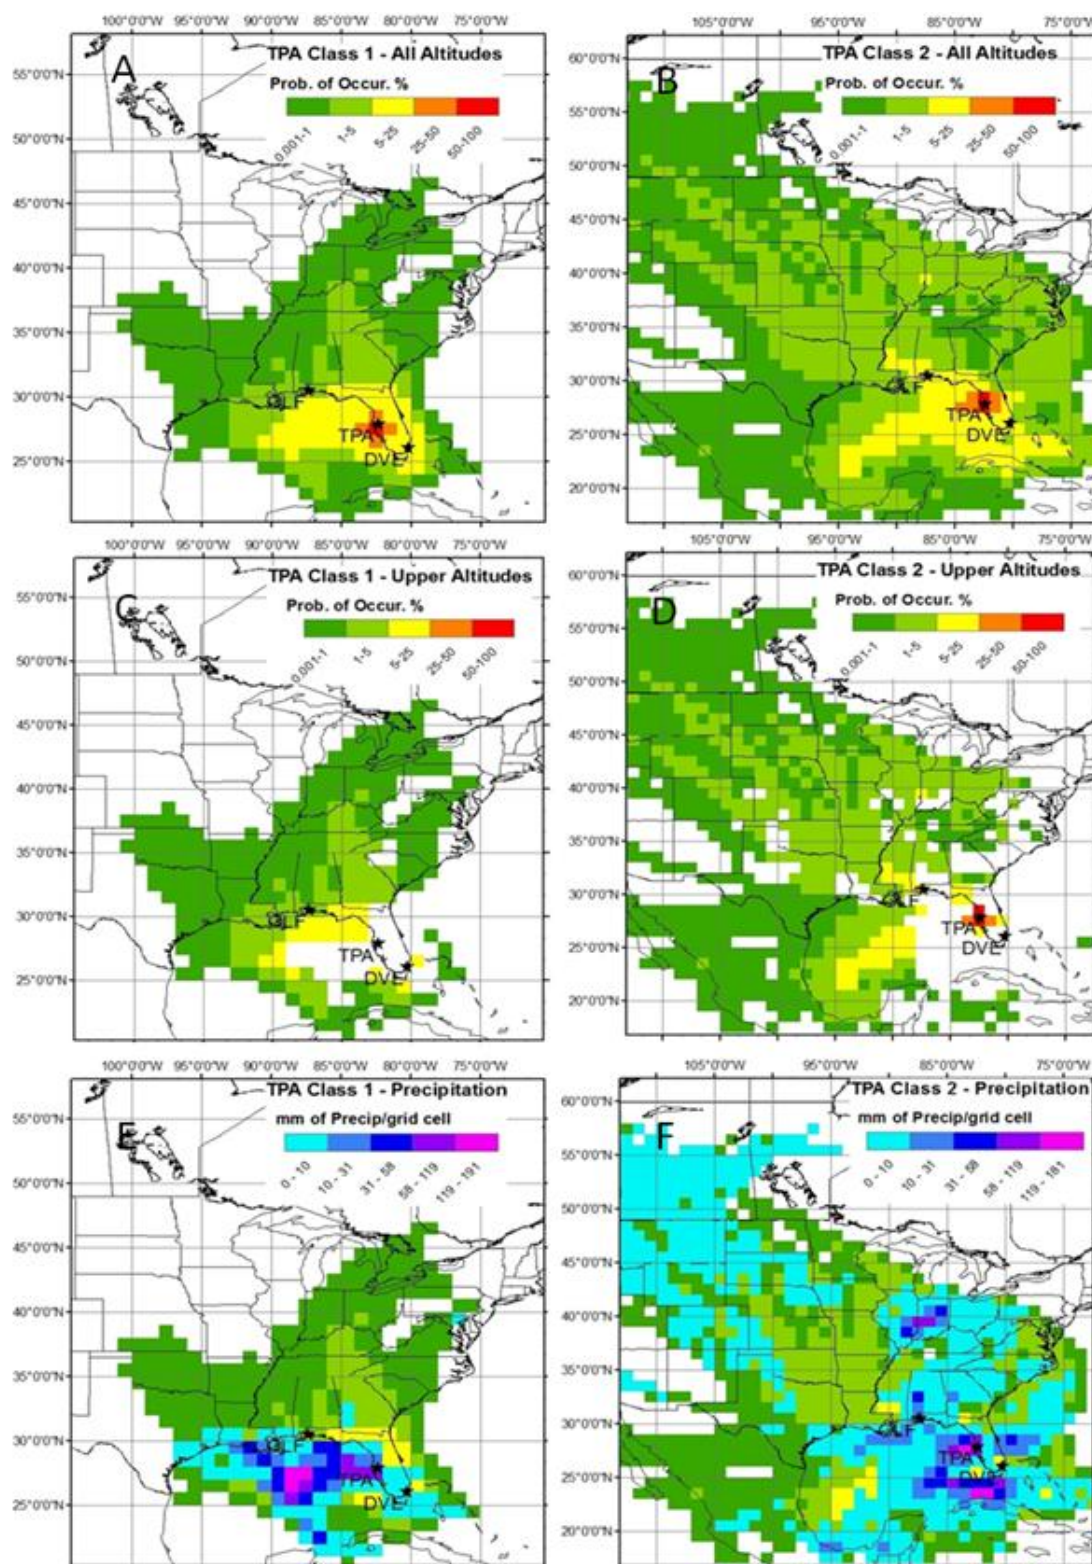 100°0'0"W 95°0'0"W 90°0'0"W 85°0'0"W 80°0'0"W 75°0'0"W
A
TPA Class 1 - All Altitudes
Prob. of Occur. %
0.001-1 1-5 5-25 25-50 50-100
55°0'0"N
50°0'0"N
45°0'0"N
40°0'0"N
35°0'0"N
30°0'0"N
25°0'0"N
GLF
TPA
DVE
100°0'0"W 95°0'0"W 90°0'0"W 85°0'0"W 80°0'0"W 75°0'0"W
105°0'0"W 95°0'0"W 85°0'0"W 75°0'0"W
B
TPA Class 2 - All Altitudes
Prob. of Occur. %
0.001-1 1-5 5-25 25-50 50-100
60°0'0"N
55°0'0"N
50°0'0"N
45°0'0"N
40°0'0"N
35°0'0"N
30°0'0"N
25°0'0"N
20°0'0"N
TPA
DVE
105°0'0"W 95°0'0"W 85°0'0"W 75°0'0"W
C
TPA Class 1 - Upper Altitudes
Prob. of Occur. %
0.001-1 1-5 5-25 25-50 50-100
55°0'0"N
50°0'0"N
45°0'0"N
40°0'0"N
35°0'0"N
30°0'0"N
25°0'0"N
GLF
TPA
DVE
100°0'0"W 95°0'0"W 90°0'0"W 85°0'0"W 80°0'0"W 75°0'0"W
D
TPA Class 2 - Upper Altitudes
Prob. of Occur. %
0.001-1 1-5 5-25 25-50 50-100
60°0'0"N
55°0'0"N
50°0'0"N
45°0'0"N
40°0'0"N
35°0'0"N
30°0'0"N
25°0'0"N
20°0'0"N
TPA
DVE
105°0'0"W 95°0'0"W 85°0'0"W 75°0'0"W
E
TPA Class 1 - Precipitation
mm of Precip/grid cell
0 - 10 10 - 31 31 - 58 58 - 119 119 - 191
55°0'0"N
50°0'0"N
45°0'0"N
40°0'0"N
35°0'0"N
30°0'0"N
25°0'0"N
GLF
TPA
DVE
F
TPA Class 2 - Precipitation
mm of Precip/grid cell
0 - 10 10 - 31 31 - 58 58 - 119 119 - 181
60°0'0"N
55°0'0"N
50°0'0"N
45°0'0"N
40°0'0"N
35°0'0"N
30°0'0"N
25°0'0"N
20°0'0"N
TPA